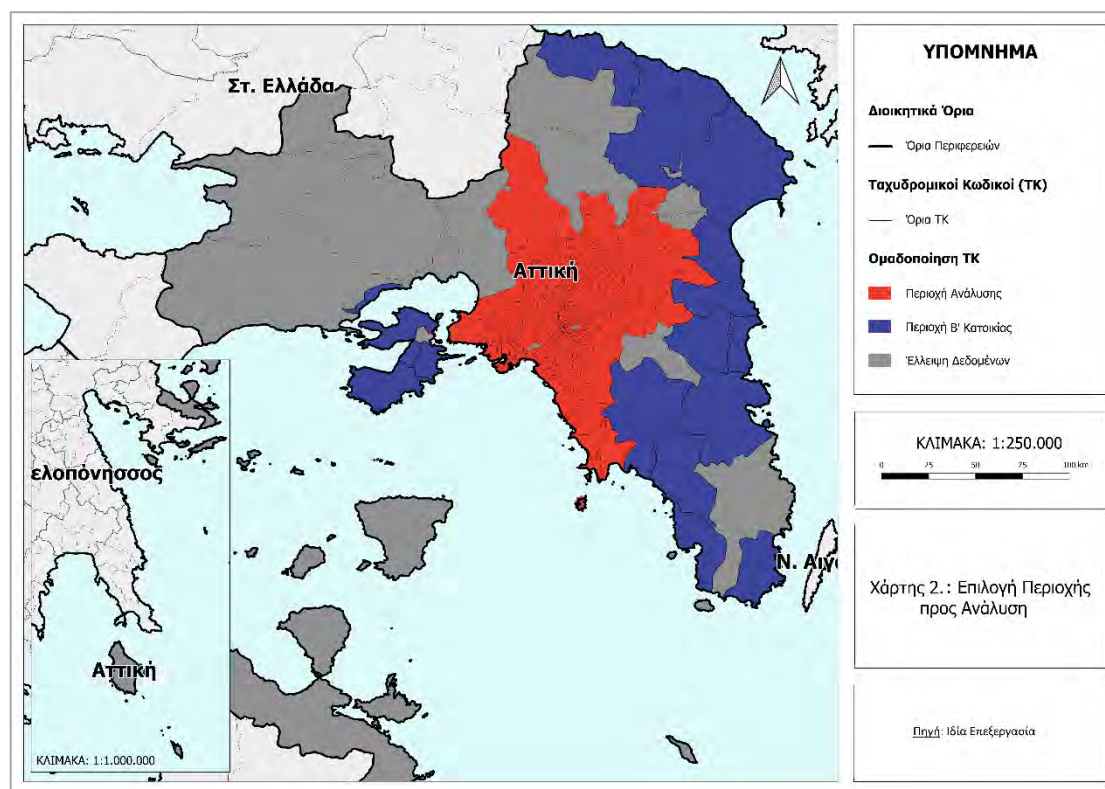 Στ. Ελλάδα
Αττική
ελοπόννησος
Ν. Αιγα
Αττική
ΚΛΙΜΑΚΑ: 1:1.000.000
ΥΠΟΜΝΗΜΑ
Διοικητικά Όρια
Όρια Περιφερειών
Ταχυδρομικοί Κωδικοί (ΤΚ)
Όρια ΤΚ
Ομαδοποίηση ΤΚ
Περιοχή Ανάλυσης
Περιοχή Β' Κατοικίας
Έλλειψη Δεδομένων
ΚΛΙΜΑΚΑ: 1:250.000
0 25 50 75 100 km
Χάρτης 2.: Επιλογή Περιοχής
προς Ανάλυση
Πηγή: Ιδία Επεξεργασία